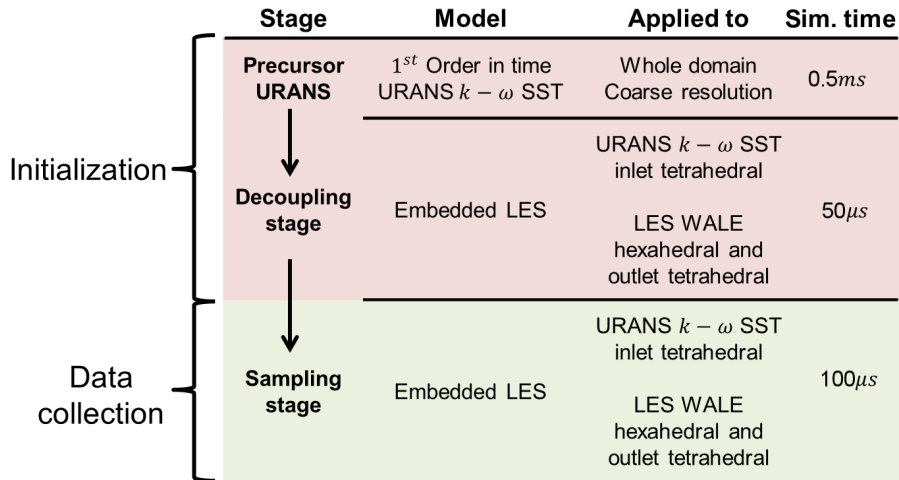 Stage Model Applied to Sim. time
Precursor URANS
1st Order in time URANS k − ω SST
Whole domain Coarse resolution
0.5ms
Initialization
Decoupling stage
Embedded LES
URANS k − ω SST
inlet tetrahedral
LES WALE
hexahedral and
outlet tetrahedral
50μs
Data
collection
Sampling
stage
Embedded LES
URANS k − ω SST
inlet tetrahedral
LES WALE
hexahedral and
outlet tetrahedral
100μs